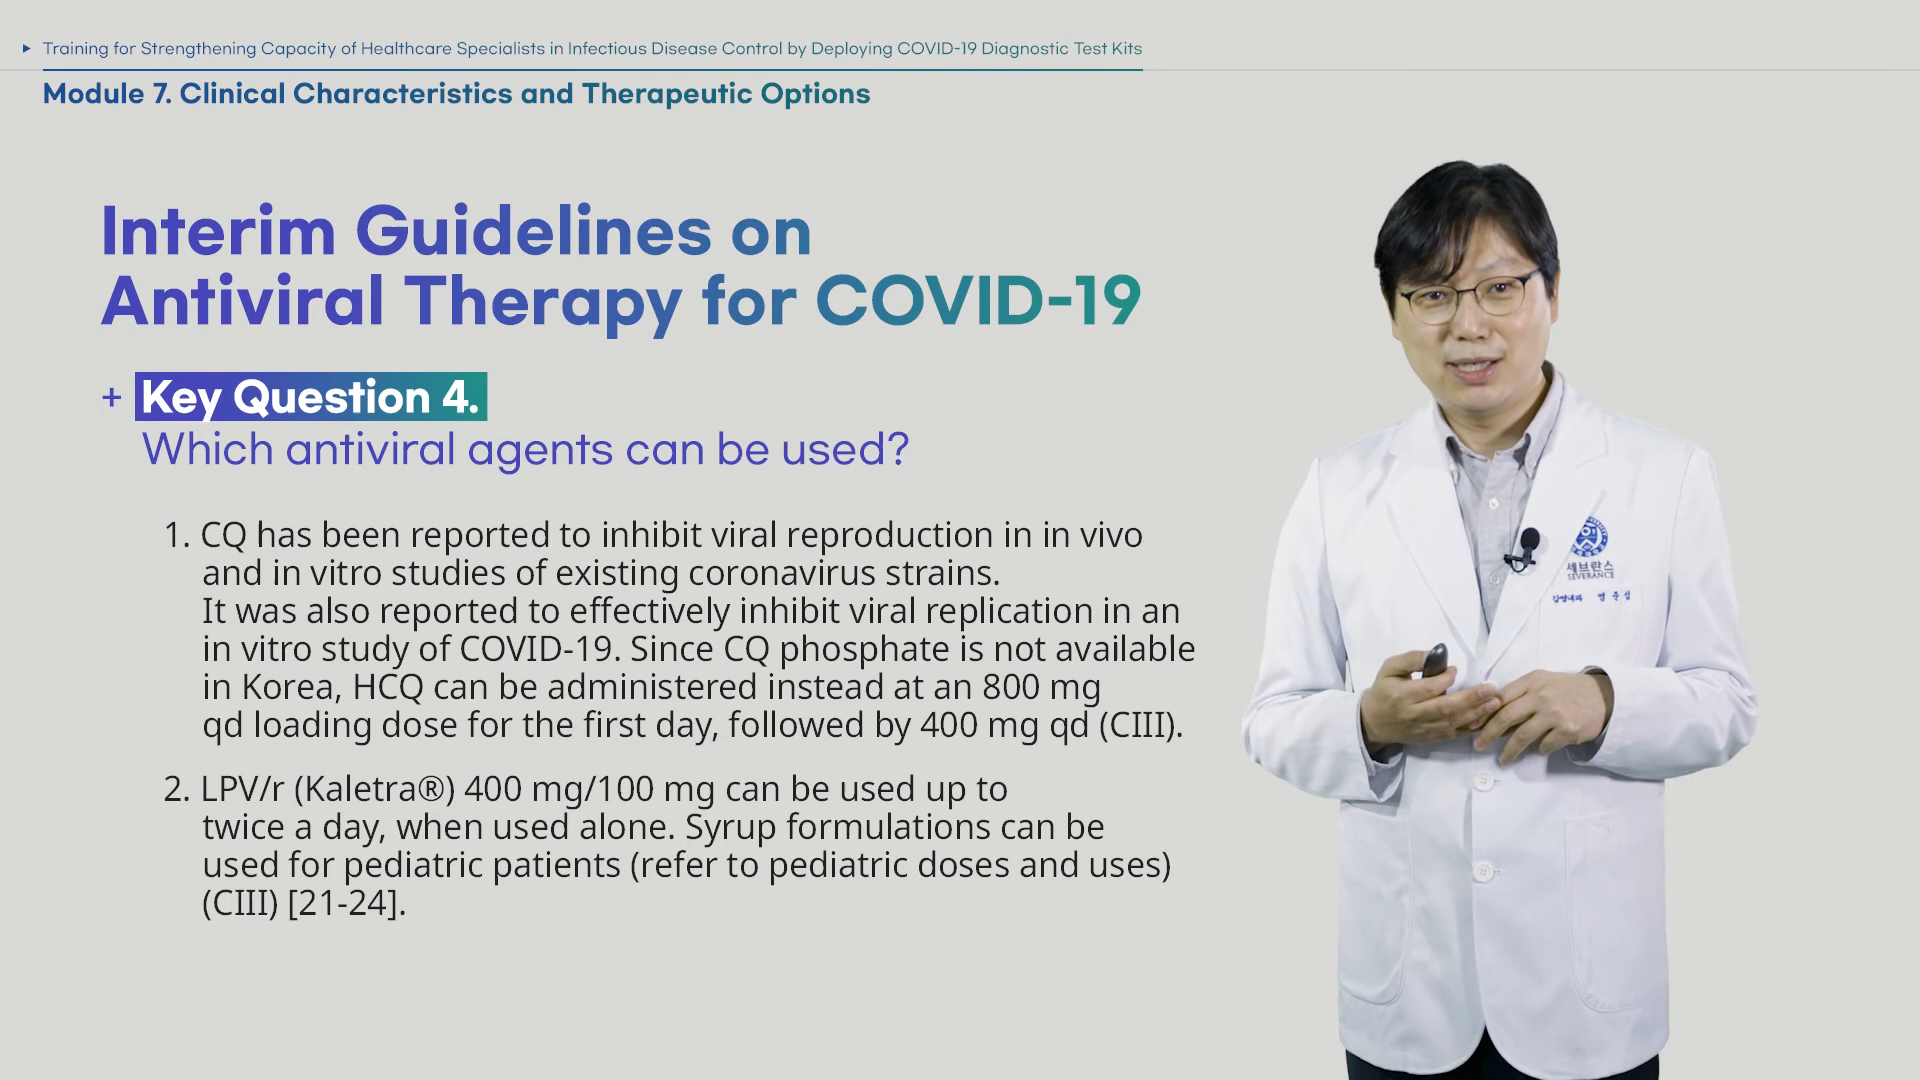 Training for Strengthening Capacity of Healthcare Specialists in Infectious Disease Control by Deploying COVID-19 Diagnostic Test Kits
Module 7. Clinical Characteristics and Therapeutic Options
Interim Guidelines on
Antiviral Therapy for COVID-19
+ Key Question 4.
Which antiviral agents can be used?
1. CQ has been reported to inhibit viral reproduction in in vivo
and in vitro studies of existing coronavirus strains.
It was also reported to effectively inhibit viral replication in an
in vitro study of COVID-19. Since CQ phosphate is not available
in Korea, HCQ can be administered instead at an 800 mg
qd loading dose for the first day, followed by 400 mg qd (CIII).
2. LPV/r (Kaletra®) 400 mg/100 mg can be used up to
twice a day, when used alone. Syrup formulations can be
used for pediatric patients (refer to pediatric doses and uses)
(CIII) [21-24].
세브란스
SEVERANCE